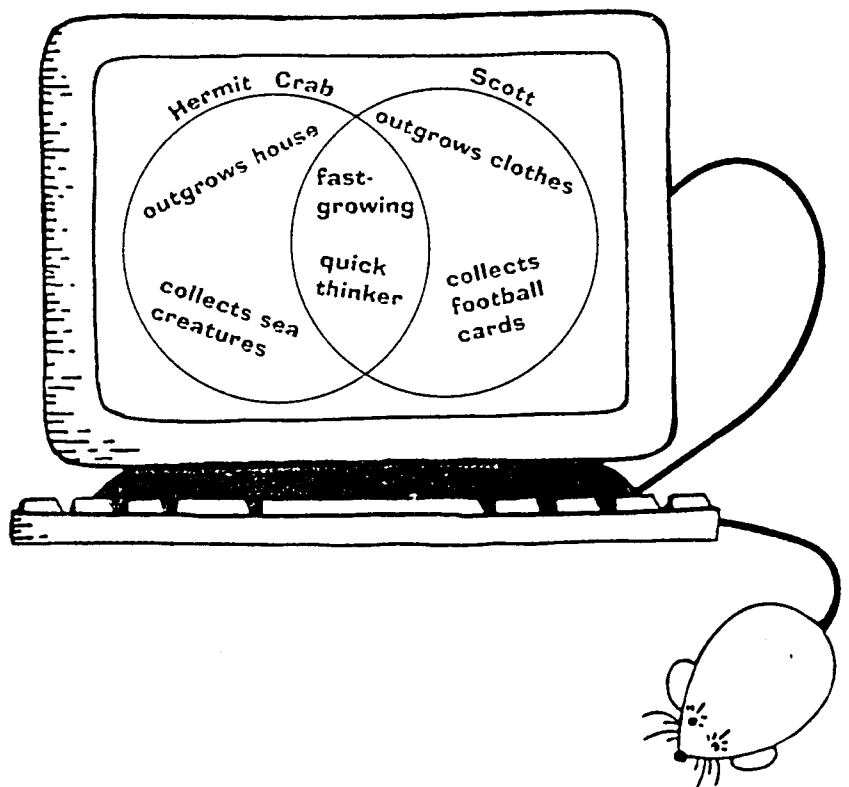 Hermit Crab
Scott
outgrows house
outgrows clothes
fast-
growing
quick
thinker
collects sea
creatures
collects
football
cards